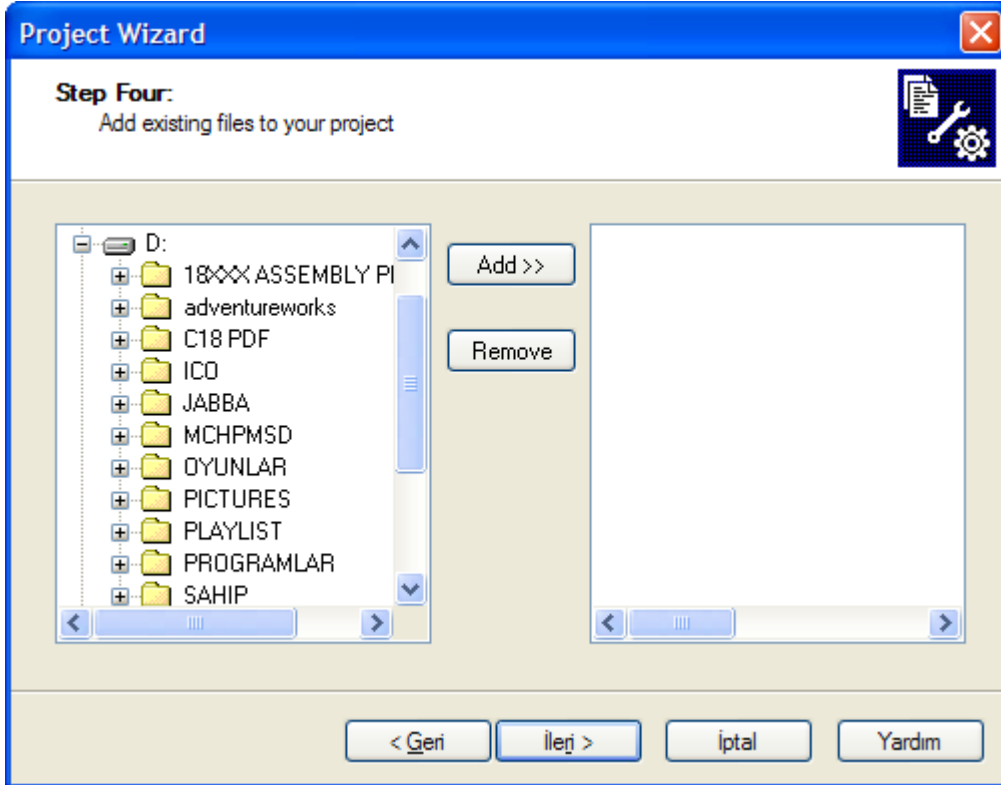 Project Wizard
Step Four:
Add existing files to your project
D:
18XXX ASSEMBLY
adventureworks
C18 PDF
ICO
JABBA
MCHPMSD
OYUNLAR
PICTURES
PLAYLIST
PROGRAMLAR
SAHIP
Add >>
Remove
< Geri
İleri >
İptal
Yardım